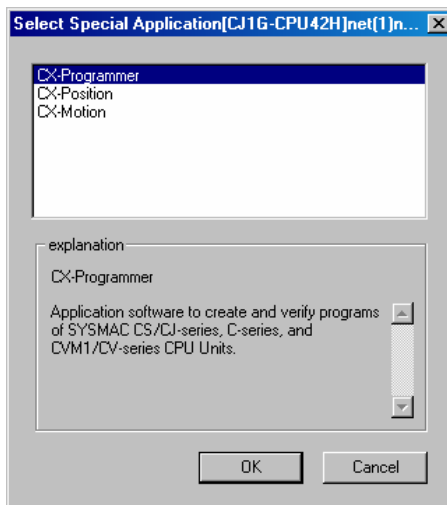 Select Special Application[CJ1G-CPU42H]net(1)n...
CX-Programmer
CX-Position
CX-Motion
explanation
CX-Programmer
Application software to create and verify programs
of SYSMAC CS/CJ-series, C-series, and
CVM1/CV-series CPU Units.
OK
Cancel